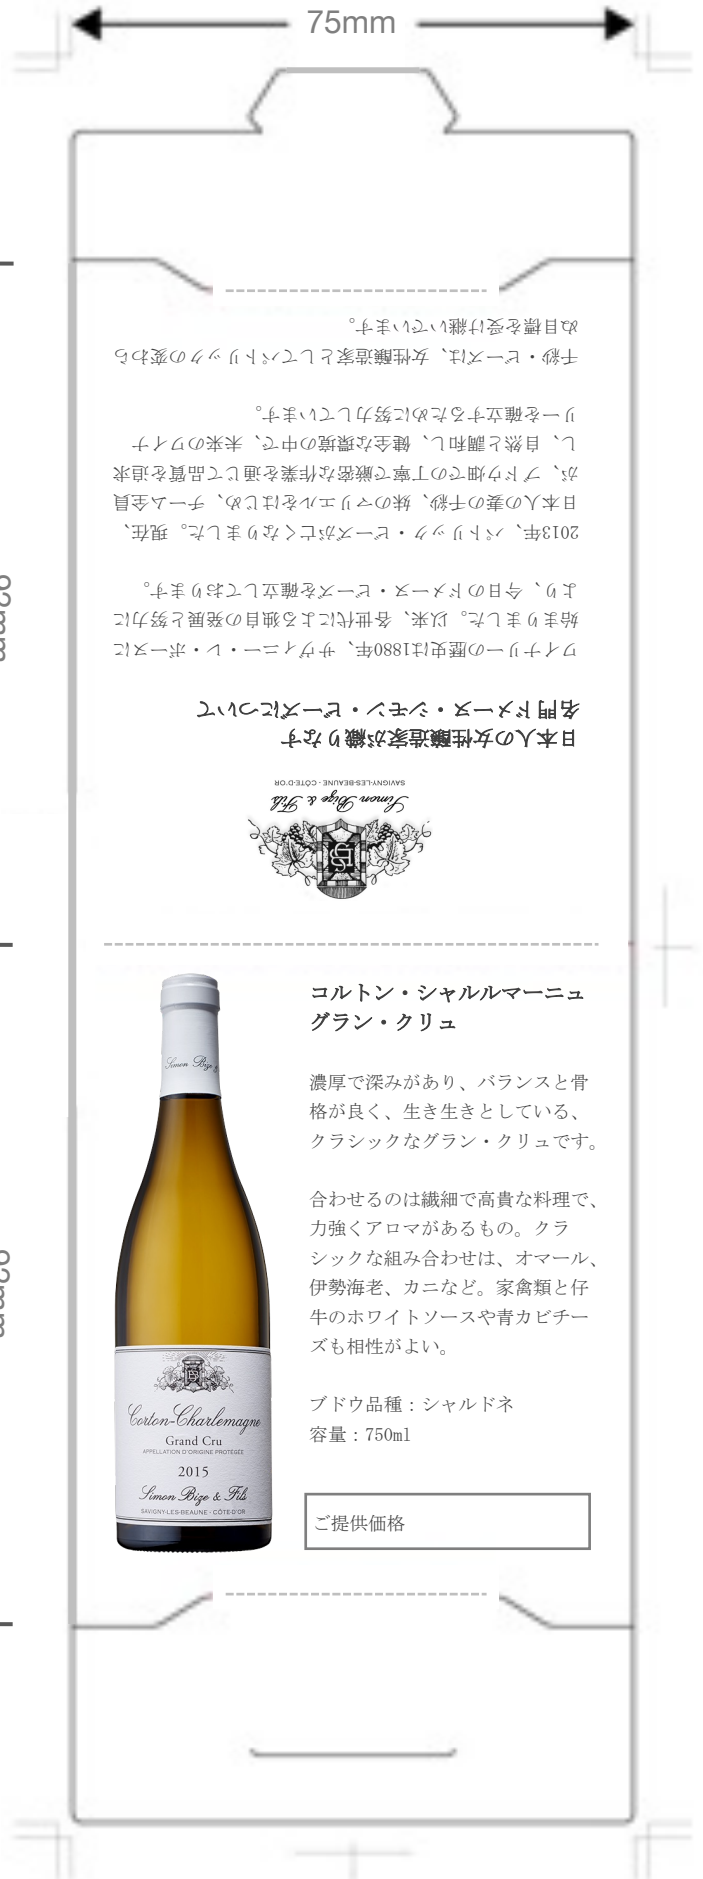 75mm
日本人の女性醸造家が織りなす
名門ドメーヌ・シモン・ビーズについて
ワイナリーの歴史は1880年、サヴィニー・レ・ボーヌに
始まりました。以来、各世代による独自の発展と努力に
より、今日のドメーヌ・ビーズを確立しております。
2013年、パトリック・ビーズが亡くなりました。現在、
日本人の妻の千紗、妹のマリエルをはじめ、チーム全員
が、ブドウ畑での丁寧で厳密な作業を通じて品質を追求
し、自然と調和し、健全な環境の中で、未来のワイナ
リーを確立するために努力しています。
千紗・ビーズは、女性醸造家としてパトリックの変わら
ぬ目標を受け継いでいます。
Simon Bize & Fils
SAVIGNY-LES-BEAUNE - CÔTE-D'OR
コルトン・シャルルマーニュ
グラン・クリュ
濃厚で深みがあり、バランスと骨
格が良く、生き生きとしている、
クラシックなグラン・クリュです。
合わせるのは繊細で高貴な料理で、
力強くアロマがあるもの。クラ
シックな組み合わせは、オマール、
伊勢海老、カニなど。家禽類と仔
牛のホワイトソースや青カビチー
ズも相性がよい。
ブドウ品種：シャルドネ
容量：750ml
ご提供価格
Simon Bize &
Corton-Charlemagne
Grand Cru
APPELLATION D'ORIGINE PROTÉGÉE
2015
Simon Bize & Fils
SAVIGNY-LES-BEAUNE - CÔTE-D'OR